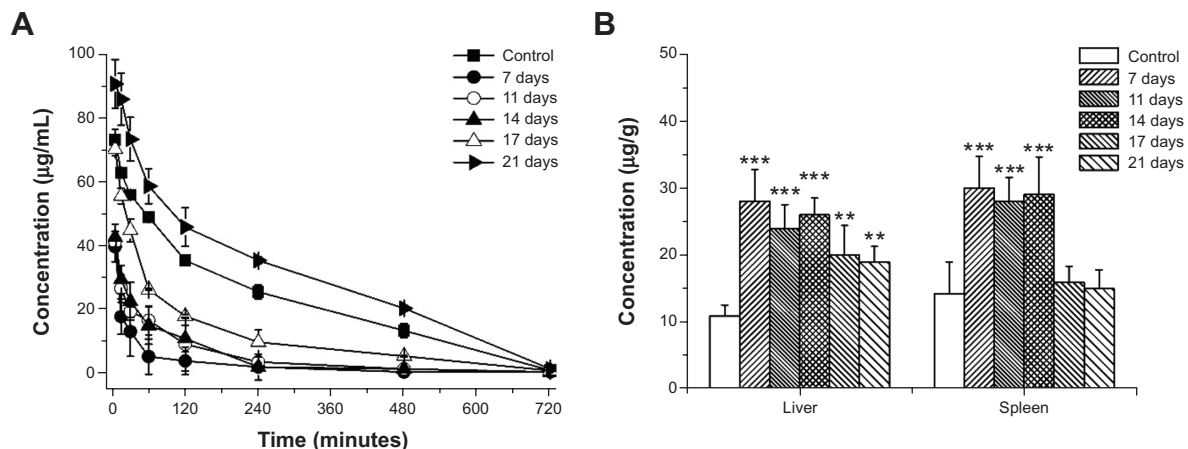 A
100
80
60
40
20
0
Concentration (µg/mL)
0 120 240 360 480 600 720
Time (minutes)
Control
7 days
11 days
14 days
17 days
21 days
B
50
40
30
20
10
0
Concentration (µg/g)
*** *** *** ** **
*** *** ***
Liver Spleen
Control
7 days
11 days
14 days
17 days
21 days